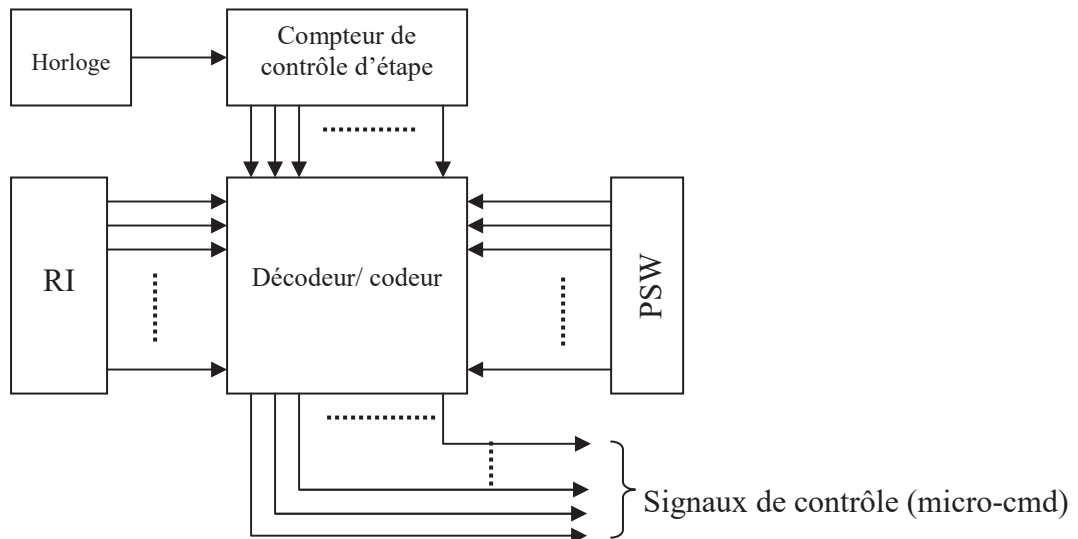 Horloge
Compteur de
contrôle d’étape
RI
Décodeur/ codeur
PSW
Signaux de contrôle (micro-cmd)